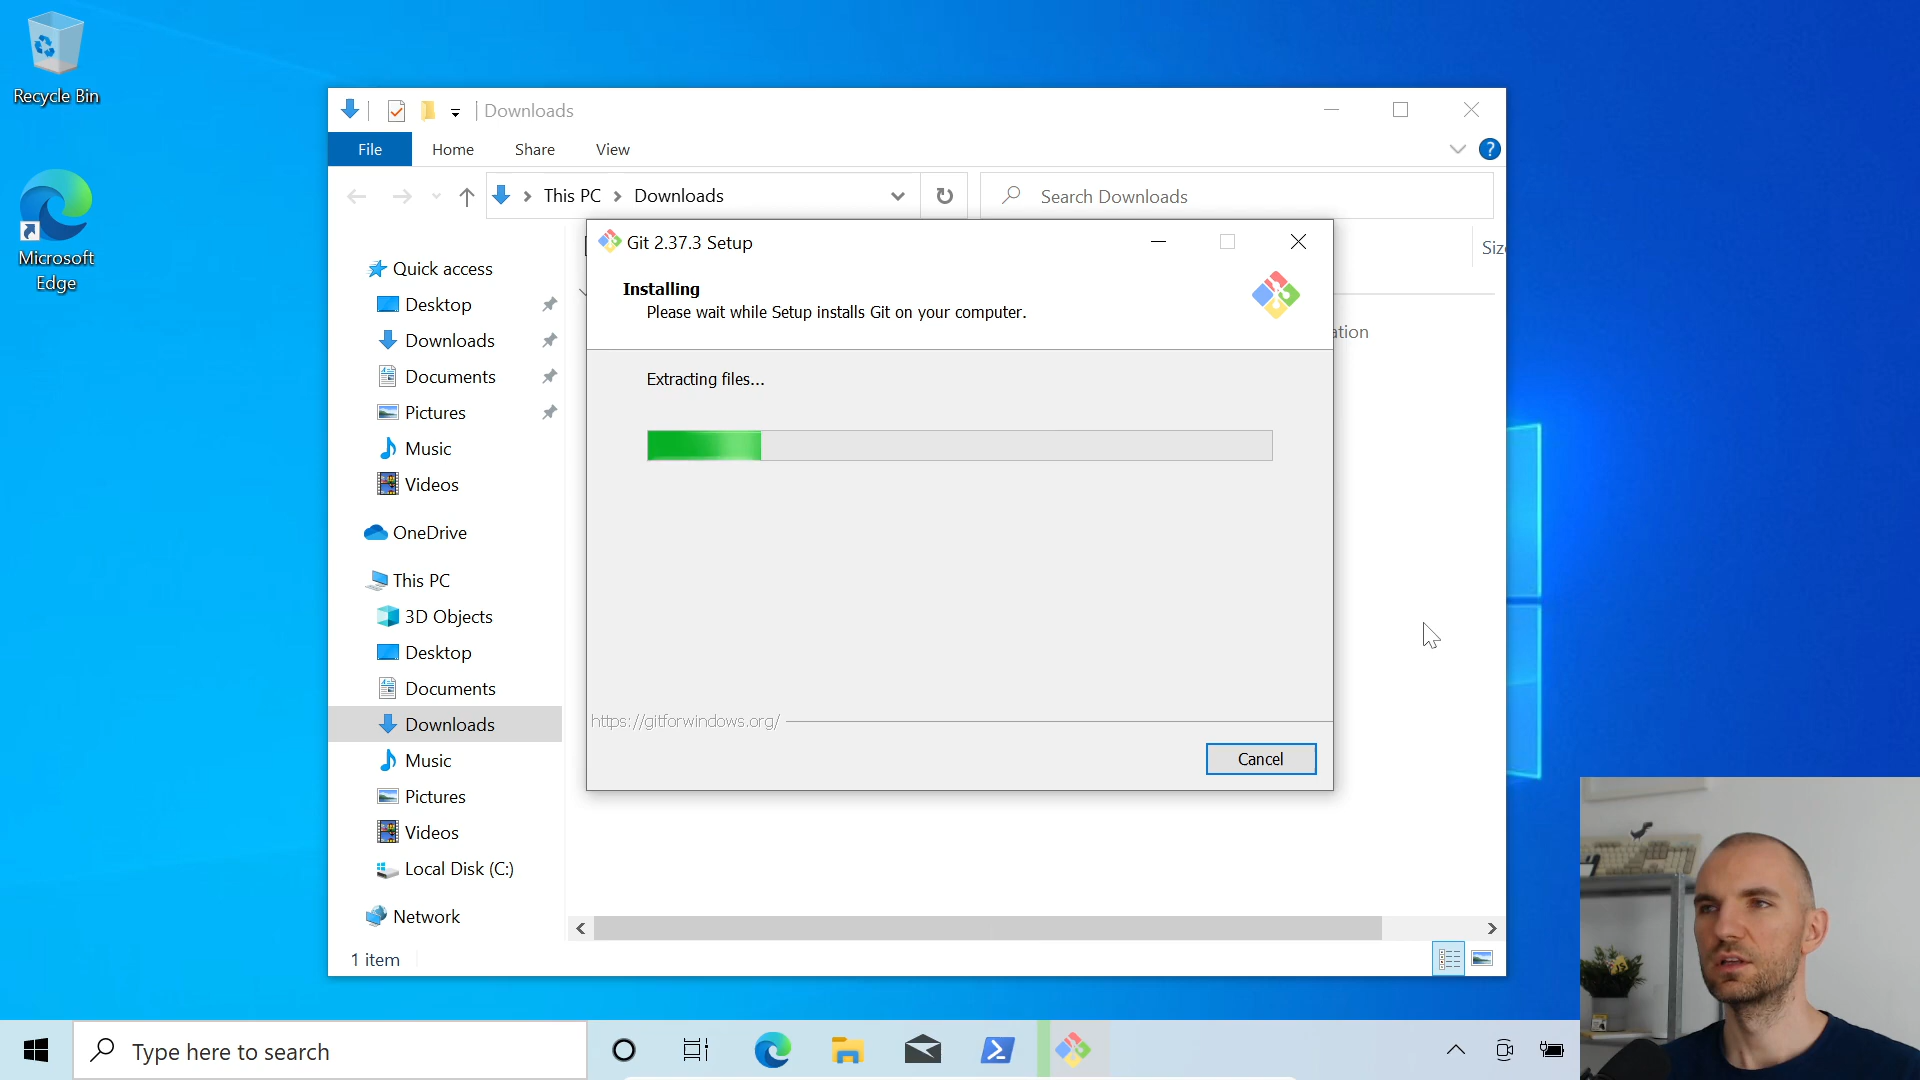 Recycle Bin
Microsoft
Edge
Downloads
File
Home
Share
View
This PC
Downloads
Search Downloads
Git 2.37.3 Setup
Installing
Please wait while Setup installs Git on your computer.
Extracting files...
https://gitforwindows.org/
Cancel
Quick access
Desktop
Downloads
Documents
Pictures
Music
Videos
OneDrive
This PC
3D Objects
Desktop
Documents
Downloads
Music
Pictures
Videos
Local Disk (C:)
Network
1 item
Type here to search